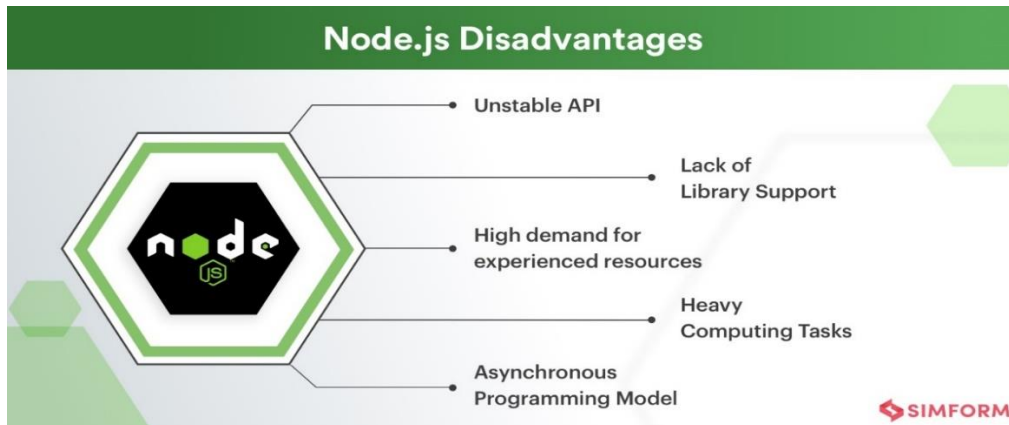 Node.js Disadvantages
Unstable API
Lack of
Library Support
node
JS
High demand for
experienced resources
Heavy
Computing Tasks
Asynchronous
Programming Model
SIMFORM